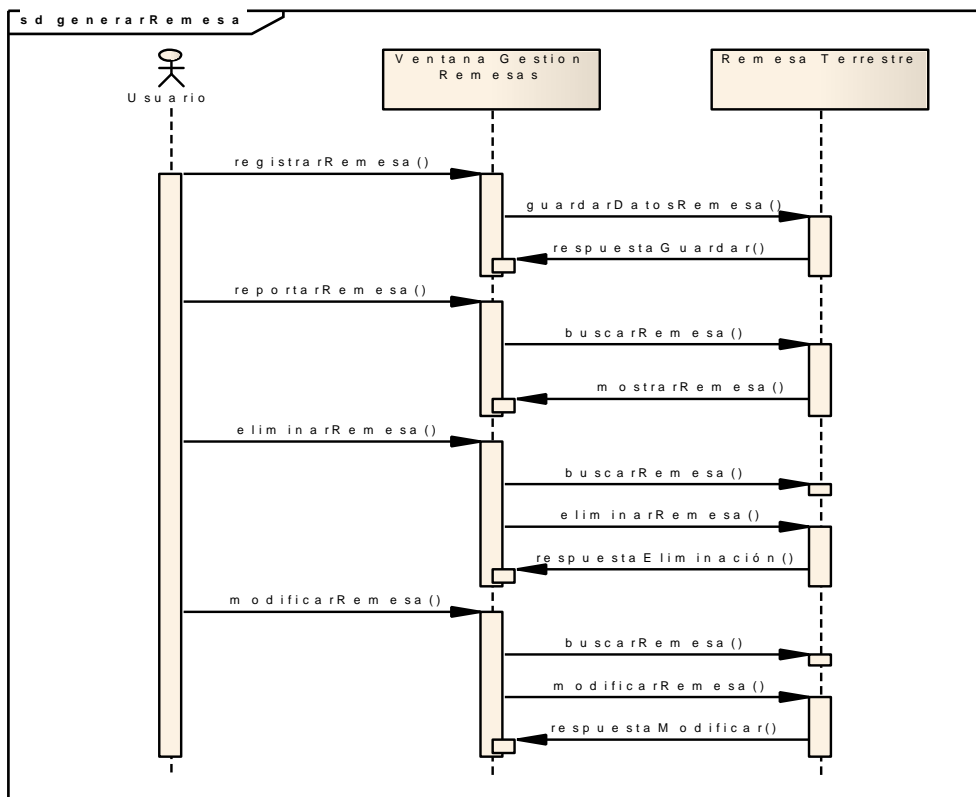 sd generarRemesa
Usuario
Ventana Gestion
Remesas
Remesa Terrestre
registrarRemesa()
guardarDatosRemesa()
respuestaGuardar()
reportarRemesa()
buscarRemesa()
mostrarRemesa()
eliminarRemesa()
buscarRemesa()
eliminarRemesa()
respuestaEliminación()
modificarRemesa()
buscarRemesa()
modificarRemesa()
respuestaModificar()